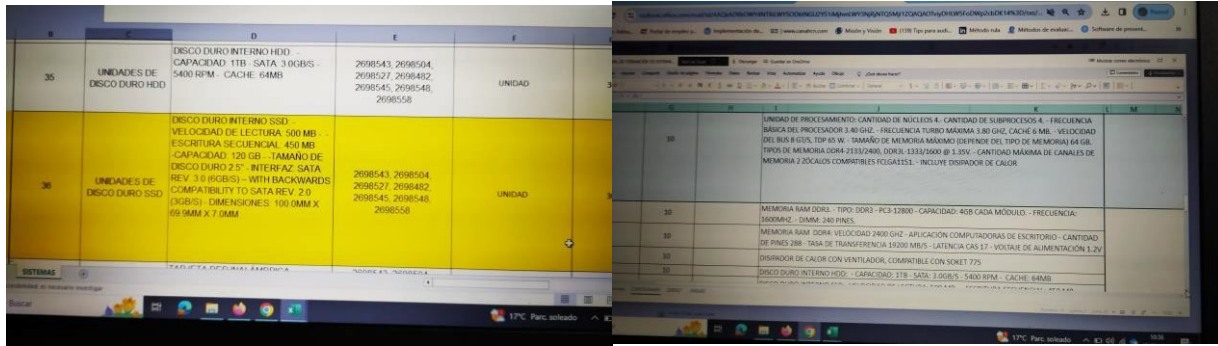 B C D E F
35
UNIDADES DE
DISCO DURO HDD
DISCO DURO INTERNO HDD: -
CAPACIDAD: 1TB - SATA: 3.0GB/S -
5400 RPM - CACHE: 64MB
2698543, 2698504,
2698527, 2698482,
2698545, 2698548,
2698558
UNIDAD
36
UNIDADES DE
DISCO DURO SSD
DISCO DURO INTERNO SSD: -
VELOCIDAD DE LECTURA: 500 MB - -
ESCRITURA SECUENCIAL: 450 MB
-CAPACIDAD: 120 GB - -TAMAÑO DE
DISCO DURO 2.5" - INTERFAZ: SATA
REV. 3.0 (6GB/S) – WITH BACKWARDS
COMPATIBILITY TO SATA REV. 2.0
(3GB/S) - DIMENSIONES: 100.0MM X
69.9MM X 7.0MM
2698543, 2698504,
2698527, 2698482,
2698545, 2698548,
2698558
UNIDAD
SISTEMAS
Buscar
17°C Parc. soleado
Misión y Visión
Método rula
G H I J K L M N
10
UNIDAD DE PROCESAMIENTO: CANTIDAD DE NÚCLEOS 4.- CANTIDAD DE SUBPROCESOS 4. - FRECUENCIA
BÁSICA DEL PROCESADOR 3.40 GHZ. - FRECUENCIA TURBO MÁXIMA 3.80 GHZ, CACHÉ 6 MB. - VELOCIDAD
DEL BUS 8 GT/S, TDP 65 W. - TAMAÑO DE MEMORIA MÁXIMO (DEPENDE DEL TIPO DE MEMORIA) 64 GB.
TIPOS DE MEMORIA DDR4-2133/2400, DDR3L-1333/1600 @ 1.35V. - CANTIDAD MÁXIMA DE CANALES DE
MEMORIA 2 ZÓCALOS COMPATIBLES FCLGA1151. - INCLUYE DISIPADOR DE CALOR
10
MEMORIA RAM DDR3.- TIPO: DDR3 - PC3-12800 - CAPACIDAD: 4GB CADA MÓDULO. - FRECUENCIA:
1600MHZ. - DIMM: 240 PINES.
10
MEMORIA RAM DDR4: VELOCIDAD 2400 GHZ - APLICACIÓN COMPUTADORAS DE ESCRITORIO - CANTIDAD
DE PINES 288 - TASA DE TRANSFERENCIA 19200 MB/S - LATENCIA CAS 17 - VOLTAJE DE ALIMENTACIÓN 1.2V
10
DISIPADOR DE CALOR CON VENTILADOR, COMPATIBLE CON SOKET 775
10
DISCO DURO INTERNO HDD: - CAPACIDAD: 1TB - SATA: 3.0GB/S - 5400 RPM - CACHE: 64MB
17°C Parc. soleado
10:35